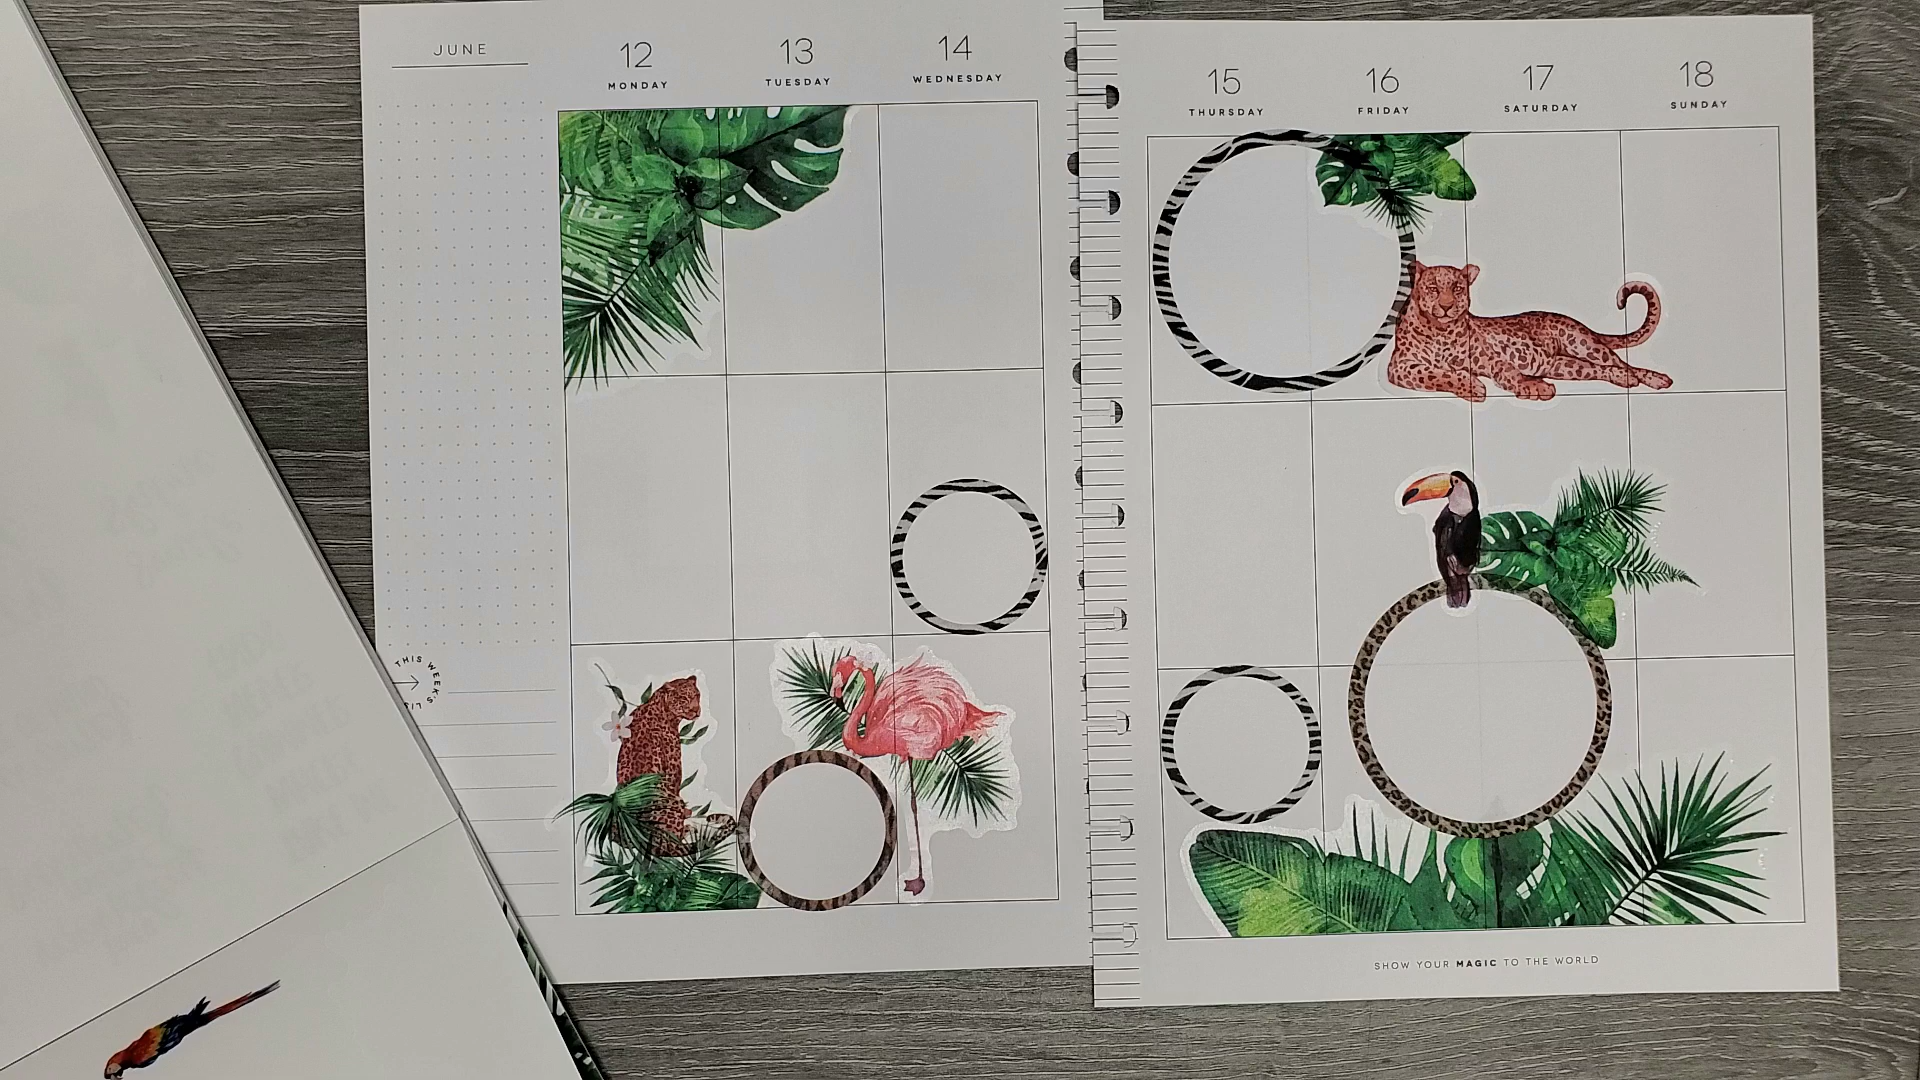 JUNE
12
MONDAY
13
TUESDAY
14
WEDNESDAY
15
THURSDAY
16
FRIDAY
17
SATURDAY
18
SUNDAY
THIS WEEK'S
SHOW YOUR MAGIC TO THE WORLD